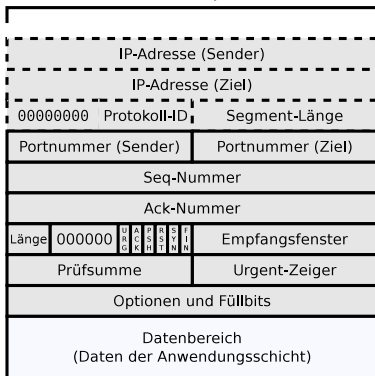 IP-Adresse (Sender)
IP-Adresse (Ziel)
00000000 Protokoll-ID Segment-Länge
Portnummer (Sender) Portnummer (Ziel)
Seq-Nummer
Ack-Nummer
Länge 000000 URG ACK PSH RST SYN FIN Empfangsfenster
Prüfsumme Urgent-Zeiger
Optionen und Füllbits
Datenbereich
(Daten der Anwendungsschicht)